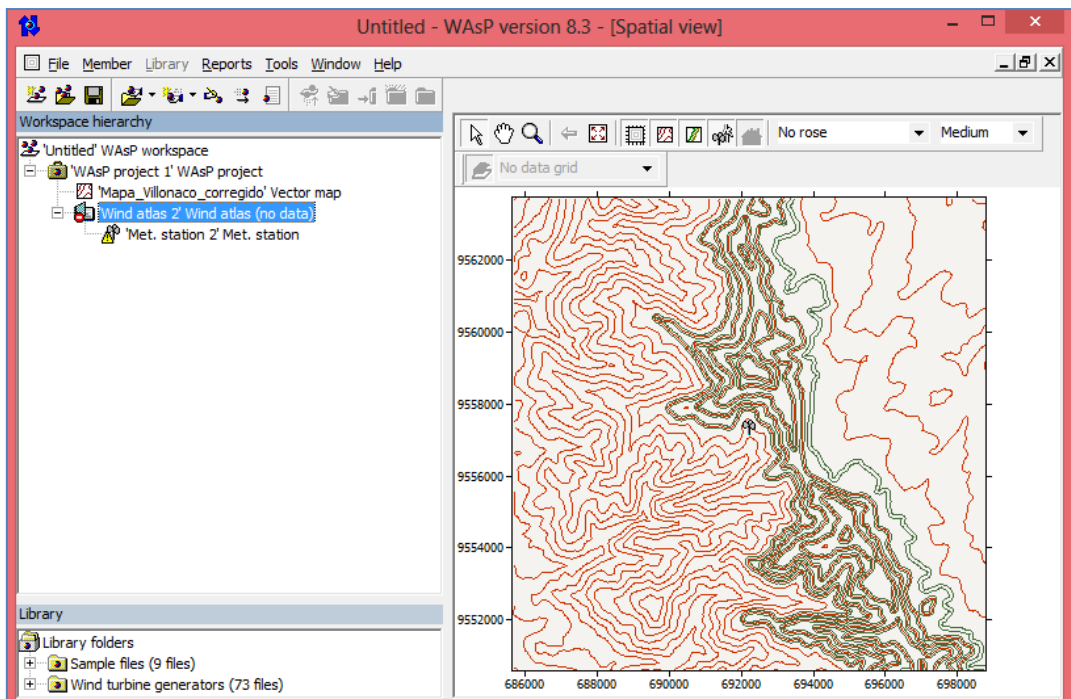 Untitled - WAsP version 8.3 - [Spatial view]
File Member Library Reports Tools Window Help
Workspace hierarchy
'Untitled' WAsP workspace
'WAsP project 1' WAsP project
'Mapa_Villonaco_corregido' Vector map
'Wind atlas 2' Wind atlas (no data)
'Met. station 2' Met. station
No rose
Medium
No data grid
9562000
9560000
9558000
9556000
9554000
9552000
686000 688000 690000 692000 694000 696000 698000
Library
Library folders
Sample files (9 files)
Wind turbine generators (73 files)